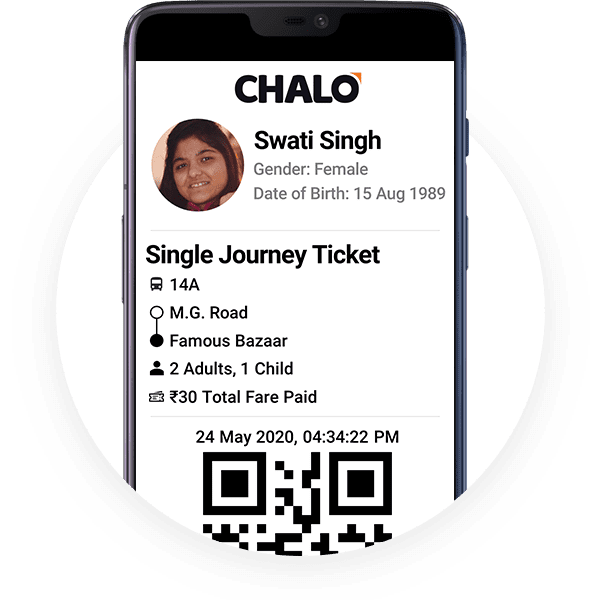 CHALO
Swati Singh
Gender: Female
Date of Birth: 15 Aug 1989
Single Journey Ticket
14A
M.G. Road
Famous Bazaar
2 Adults, 1 Child
₹30 Total Fare Paid
24 May 2020, 04:34:22 PM